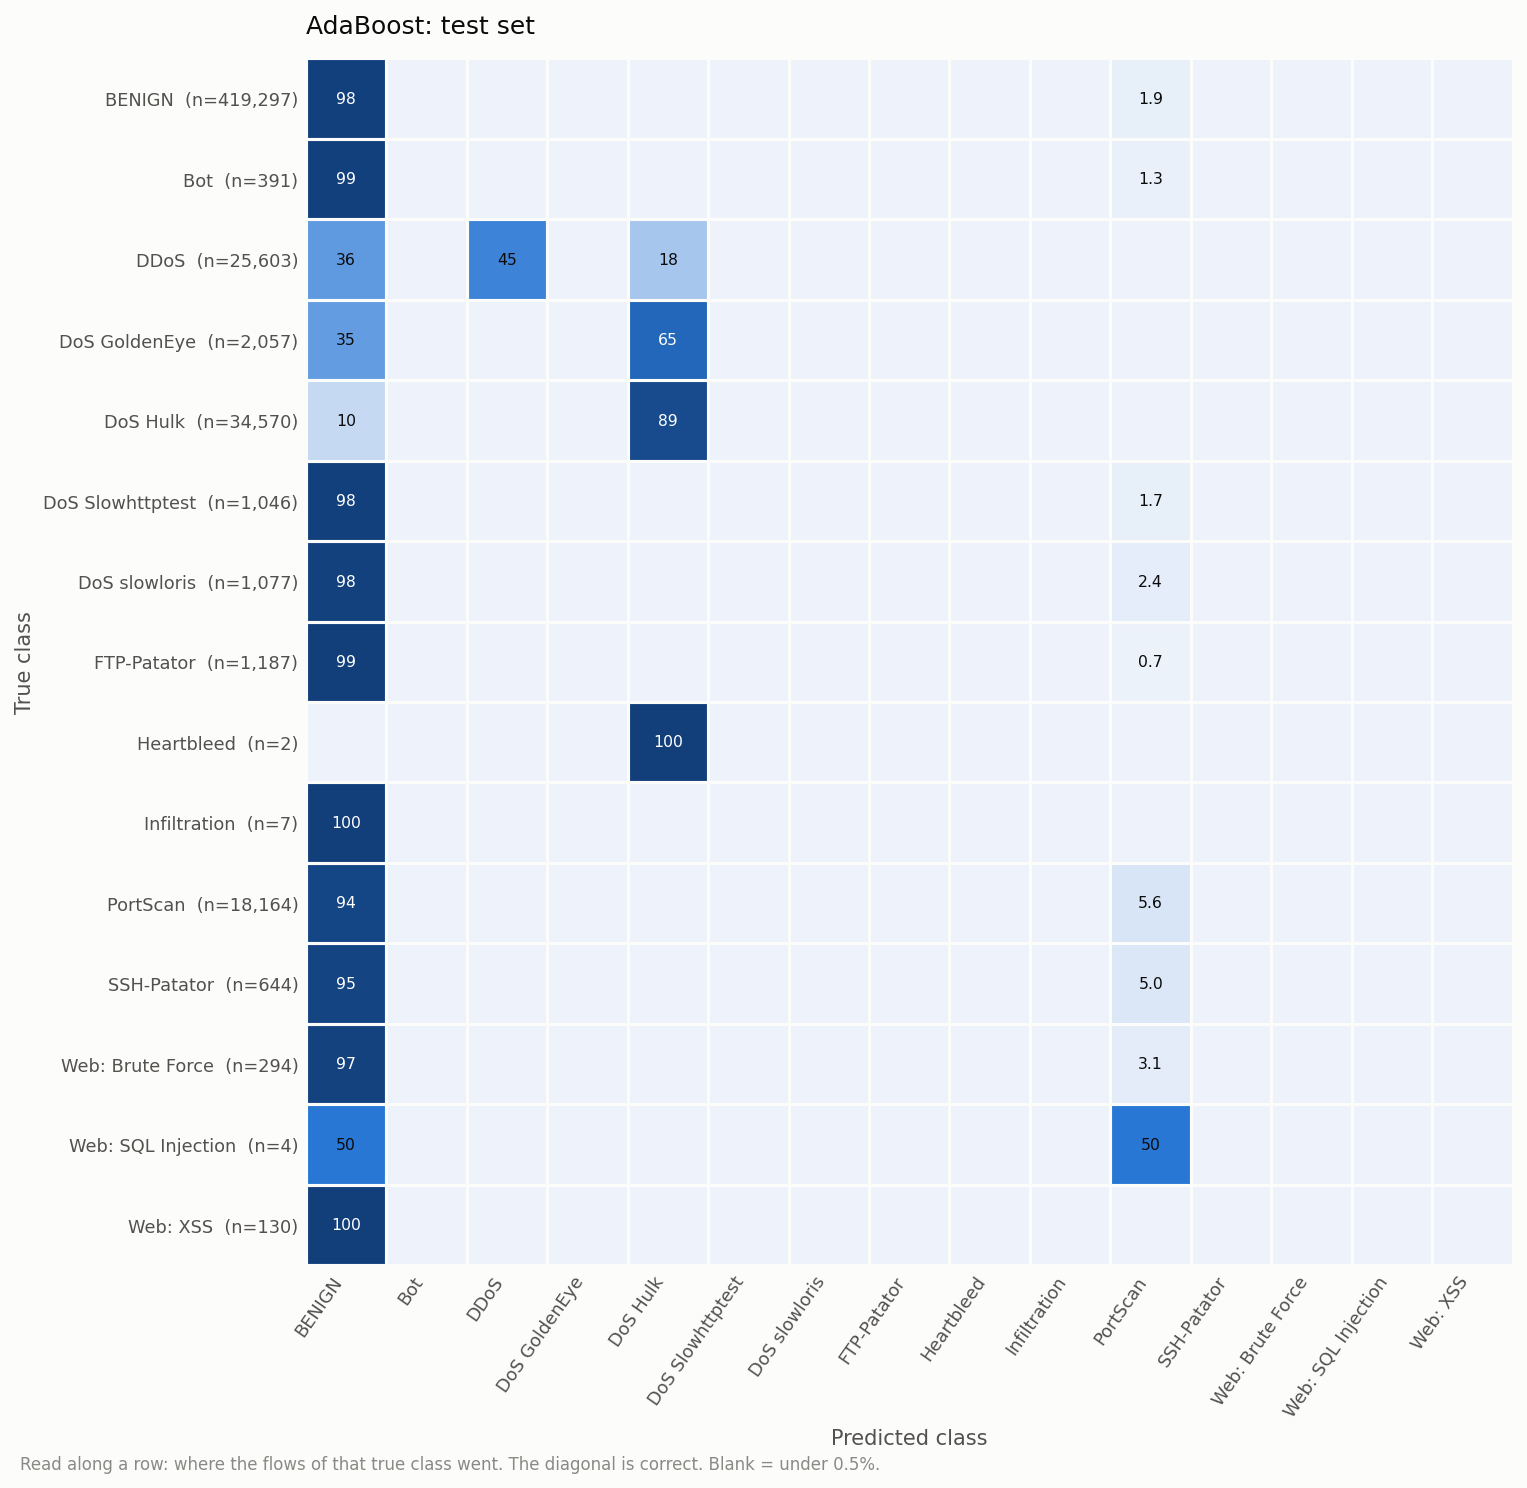 AdaBoost: test set
BENIGN (n=419,297) 98 1.9
Bot (n=391) 99 1.3
DDoS (n=25,603) 36 45 18
DoS GoldenEye (n=2,057) 35 65
DoS Hulk (n=34,570) 10 89
DoS Slowhttptest (n=1,046) 98 1.7
DoS slowloris (n=1,077) 98 2.4
FTP-Patator (n=1,187) 99 0.7
Heartbleed (n=2) 100
Infiltration (n=7) 100
PortScan (n=18,164) 94 5.6
SSH-Patator (n=644) 95 5.0
Web: Brute Force (n=294) 97 3.1
Web: SQL Injection (n=4) 50 50
Web: XSS (n=130) 100
True class
BENIGN
Bot
DDoS
DoS GoldenEye
DoS Hulk
DoS Slowhttptest
DoS slowloris
FTP-Patator
Heartbleed
Infiltration
PortScan
SSH-Patator
Web: Brute Force
Web: SQL Injection
Web: XSS
Predicted class
Read along a row: where the flows of that true class went. The diagonal is correct. Blank = under 0.5%.